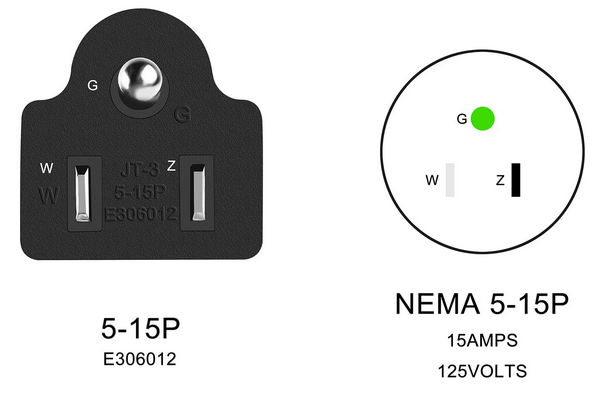 G
G
W
Z
W
JT-3
5-15P
E306012
5-15P
E306012
G
W
Z
NEMA 5-15P
15AMPS
125VOLTS